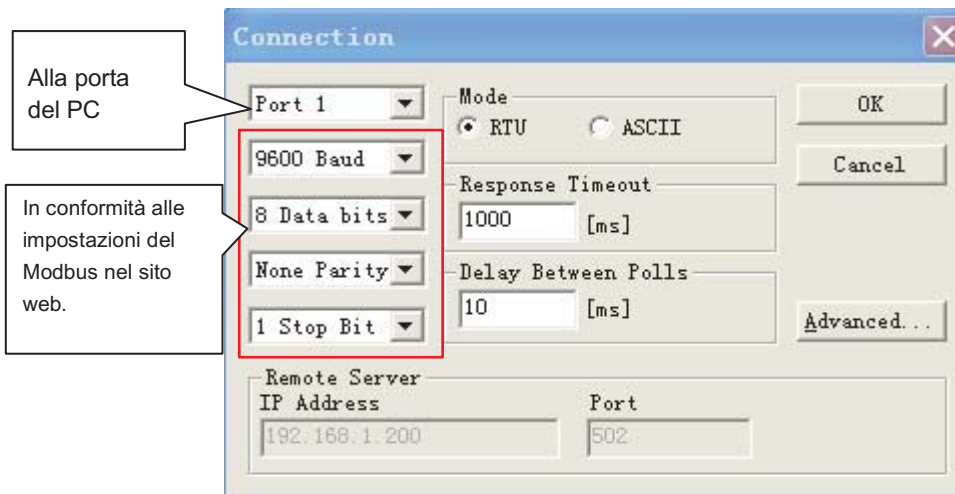 Connection
Alla porta
del PC
Port 1
Mode
RTU
ASCII
OK
9600 Baud
Cancel
In conformità alle
impostazioni del
Modbus nel sito
web.
8 Data bits
Response Timeout
1000
[ms]
None Parity
Delay Between Polls
10
[ms]
1 Stop Bit
Advanced...
Remote Server
IP Address
Port
192.168.1.200
502